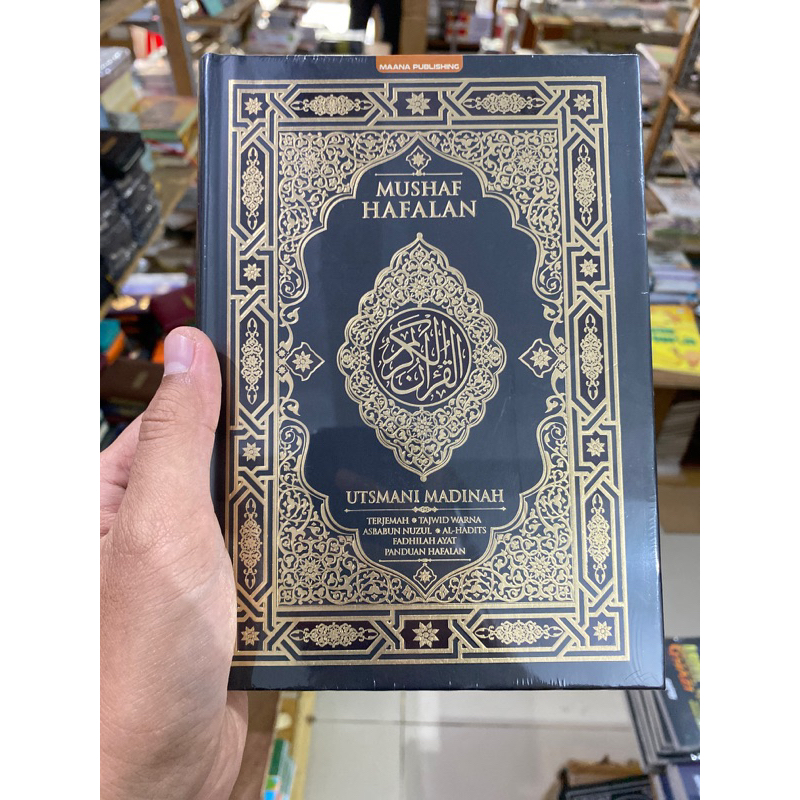 MAANA PUBLISHING
MUSHAF
HAFALAN
القرآن الكريم
UTSMANI MADINAH
TERJEMAH • TAJWID WARNA
ASBABUN NUZUL • AL-HADITS
FADHILAH AYAT
PANDUAN HAFALAN